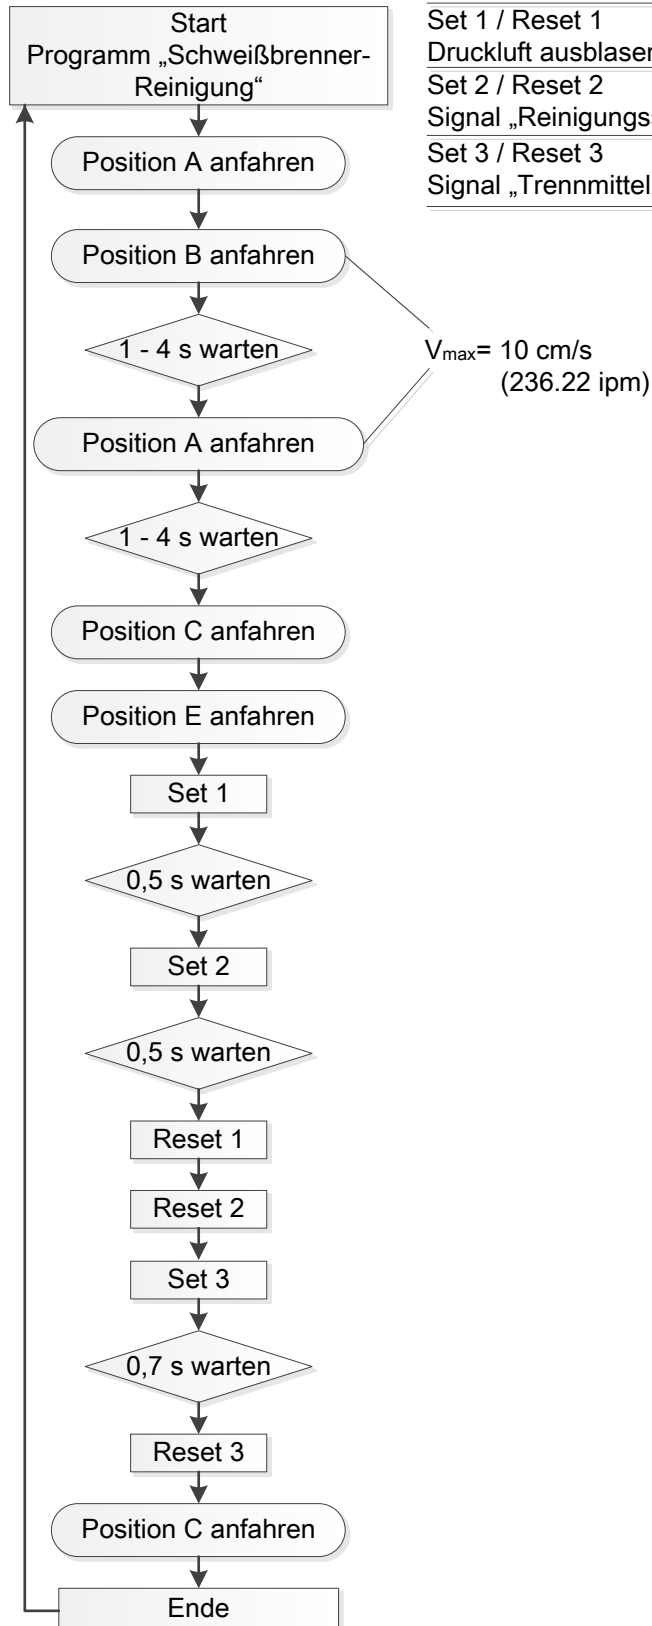 Start
Programm „Schweißbrenner-
Reinigung“
Position A anfahren
Position B anfahren
1 - 4 s warten
Position A anfahren
1 - 4 s warten
Position C anfahren
Position E anfahren
Set 1
0,5 s warten
Set 2
0,5 s warten
Reset 1
Reset 2
Set 3
0,7 s warten
Reset 3
Position C anfahren
Ende
Set 1 / Reset 1
Druckluft
Set 2 / Reset 2
Signal
Set 3 / Reset 3
Signal „Trennmittel
Vmax= 10 cm/s
(236.22 ipm)